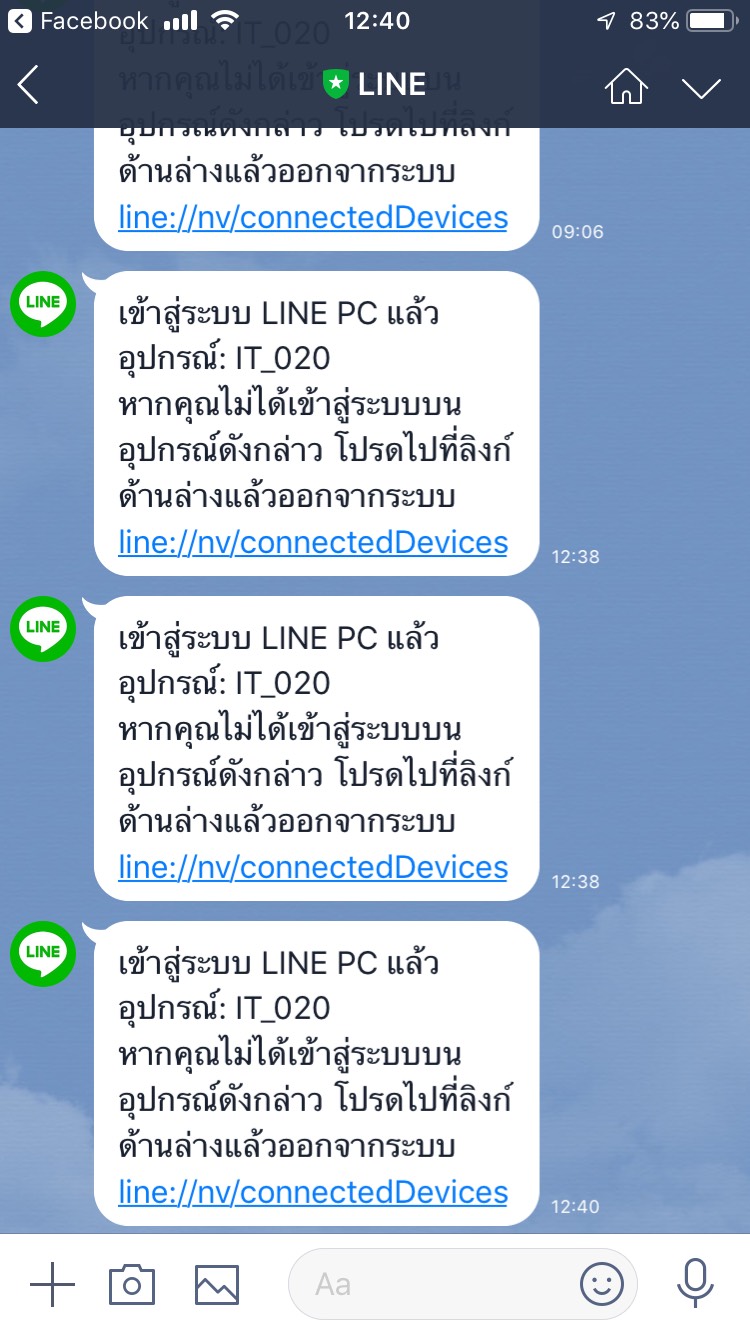 Facebook 12:40 83%
อุปกรณ์: IT_020
LINE
หากคุณไม่ได้เข้าสู่ระบบบน
อุปกรณ์ดังกล่าว โปรดไปที่ลิงก์
ด้านล่างแล้วออกจากระบบ
line://nv/connectedDevices
09:06
LINE
เข้าสู่ระบบ LINE PC แล้ว
อุปกรณ์: IT_020
หากคุณไม่ได้เข้าสู่ระบบบน
อุปกรณ์ดังกล่าว โปรดไปที่ลิงก์
ด้านล่างแล้วออกจากระบบ
line://nv/connectedDevices
12:38
LINE
เข้าสู่ระบบ LINE PC แล้ว
อุปกรณ์: IT_020
หากคุณไม่ได้เข้าสู่ระบบบน
อุปกรณ์ดังกล่าว โปรดไปที่ลิงก์
ด้านล่างแล้วออกจากระบบ
line://nv/connectedDevices
12:38
LINE
เข้าสู่ระบบ LINE PC แล้ว
อุปกรณ์: IT_020
หากคุณไม่ได้เข้าสู่ระบบบน
อุปกรณ์ดังกล่าว โปรดไปที่ลิงก์
ด้านล่างแล้วออกจากระบบ
line://nv/connectedDevices
12:40
Aa